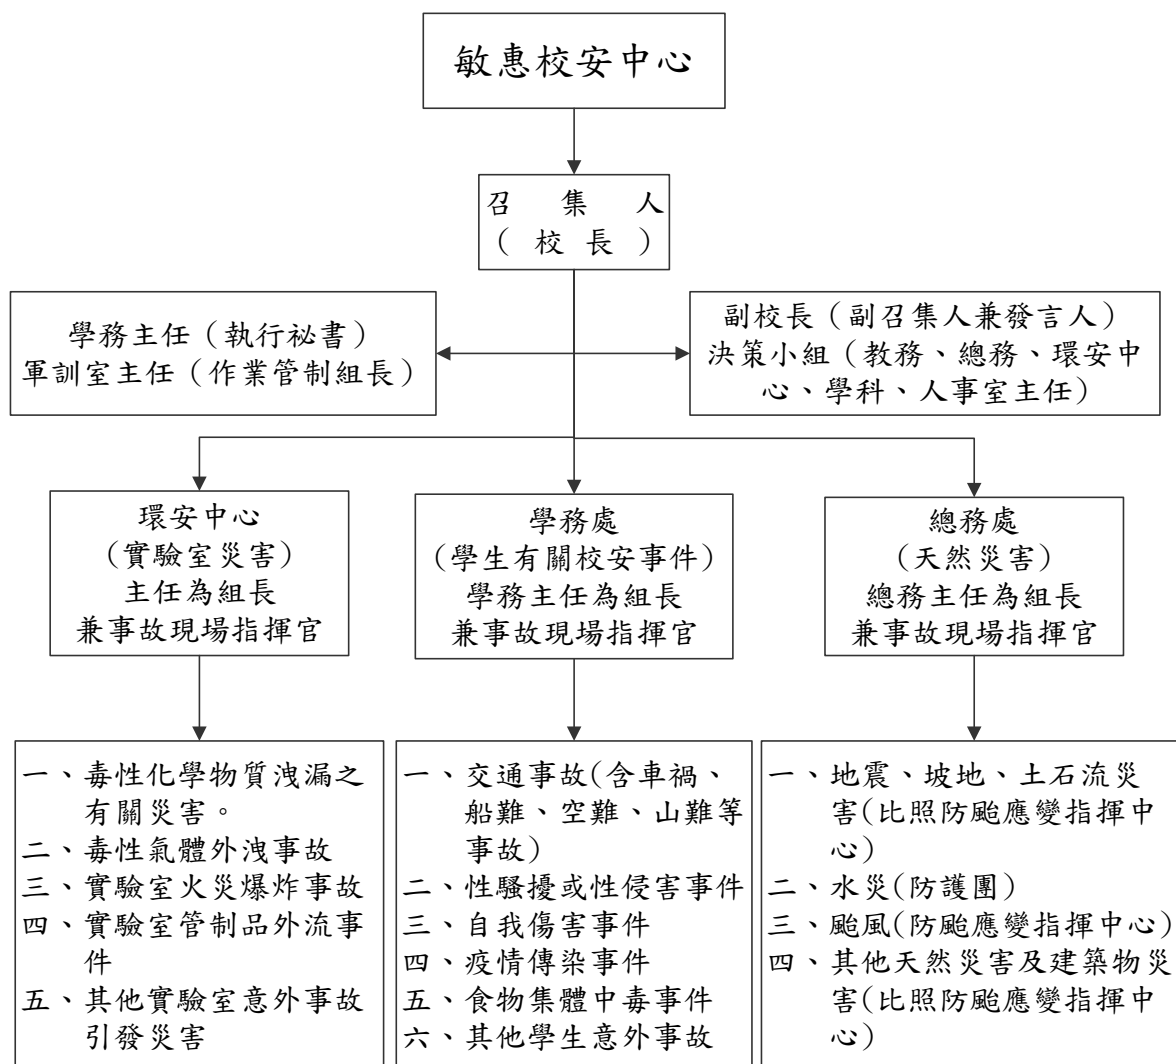 敏惠校安中心
召集人
(校長)
學務主任（執行祕書）
軍訓室主任（作業管制組長）
副校長（副召集人兼發言人）
決策小組（教務、總務、環安中
心、學科、人事室主任）
環安中心
(實驗室災害)
主任為組長
兼事故現場指揮官
學務處
(學生有關校安事件)
學務主任為組長
兼事故現場指揮官
總務處
(天然災害)
總務主任為組長
兼事故現場指揮官
一、毒性化學物質洩漏之
有關災害。
二、毒性氣體外洩事故
三、實驗室火災爆炸事故
四、實驗室管制品外流事
件
五、其他實驗室意外事故
引發災害
一、交通事故(含車禍、
船難、空難、山難等
事故)
二、性騷擾或性侵害事件
三、自我傷害事件
四、疫情傳染事件
五、食物集體中毒事件
六、其他學生意外事故
一、地震、坡地、土石流災
害(比照防颱應變指揮中
心)
二、水災(防護團)
三、颱風(防颱應變指揮中心)
四、其他天然災害及建築物災
害(比照防颱應變指揮中
心)